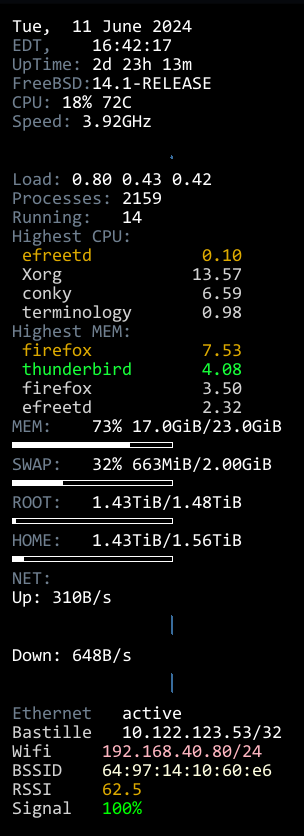 Tue,  11 June 2024
EDT,    16:42:17
UpTime: 2d 23h 13m
FreeBSD:14.1-RELEASE
CPU: 18% 72C
Speed: 3.92GHz
Load: 0.80 0.43 0.42
Processes: 2159
Running:   14
Highest CPU:
efreetd 0.10
Xorg 13.57
conky 6.59
terminology 0.98
Highest MEM:
firefox 7.53
thunderbird 4.08
firefox 3.50
efreetd 2.32
MEM:    73% 17.0GiB/23.0GiB
SWAP:   32% 663MiB/2.00GiB
ROOT:   1.43TiB/1.48TiB
HOME:   1.43TiB/1.56TiB
NET:
Up: 310B/s
Down: 648B/s
Ethernet   active
Bastille   10.122.123.53/32
Wifi     192.168.40.80/24
BSSID    64:97:14:10:60:e6
RSSI     62.5
Signal   100%